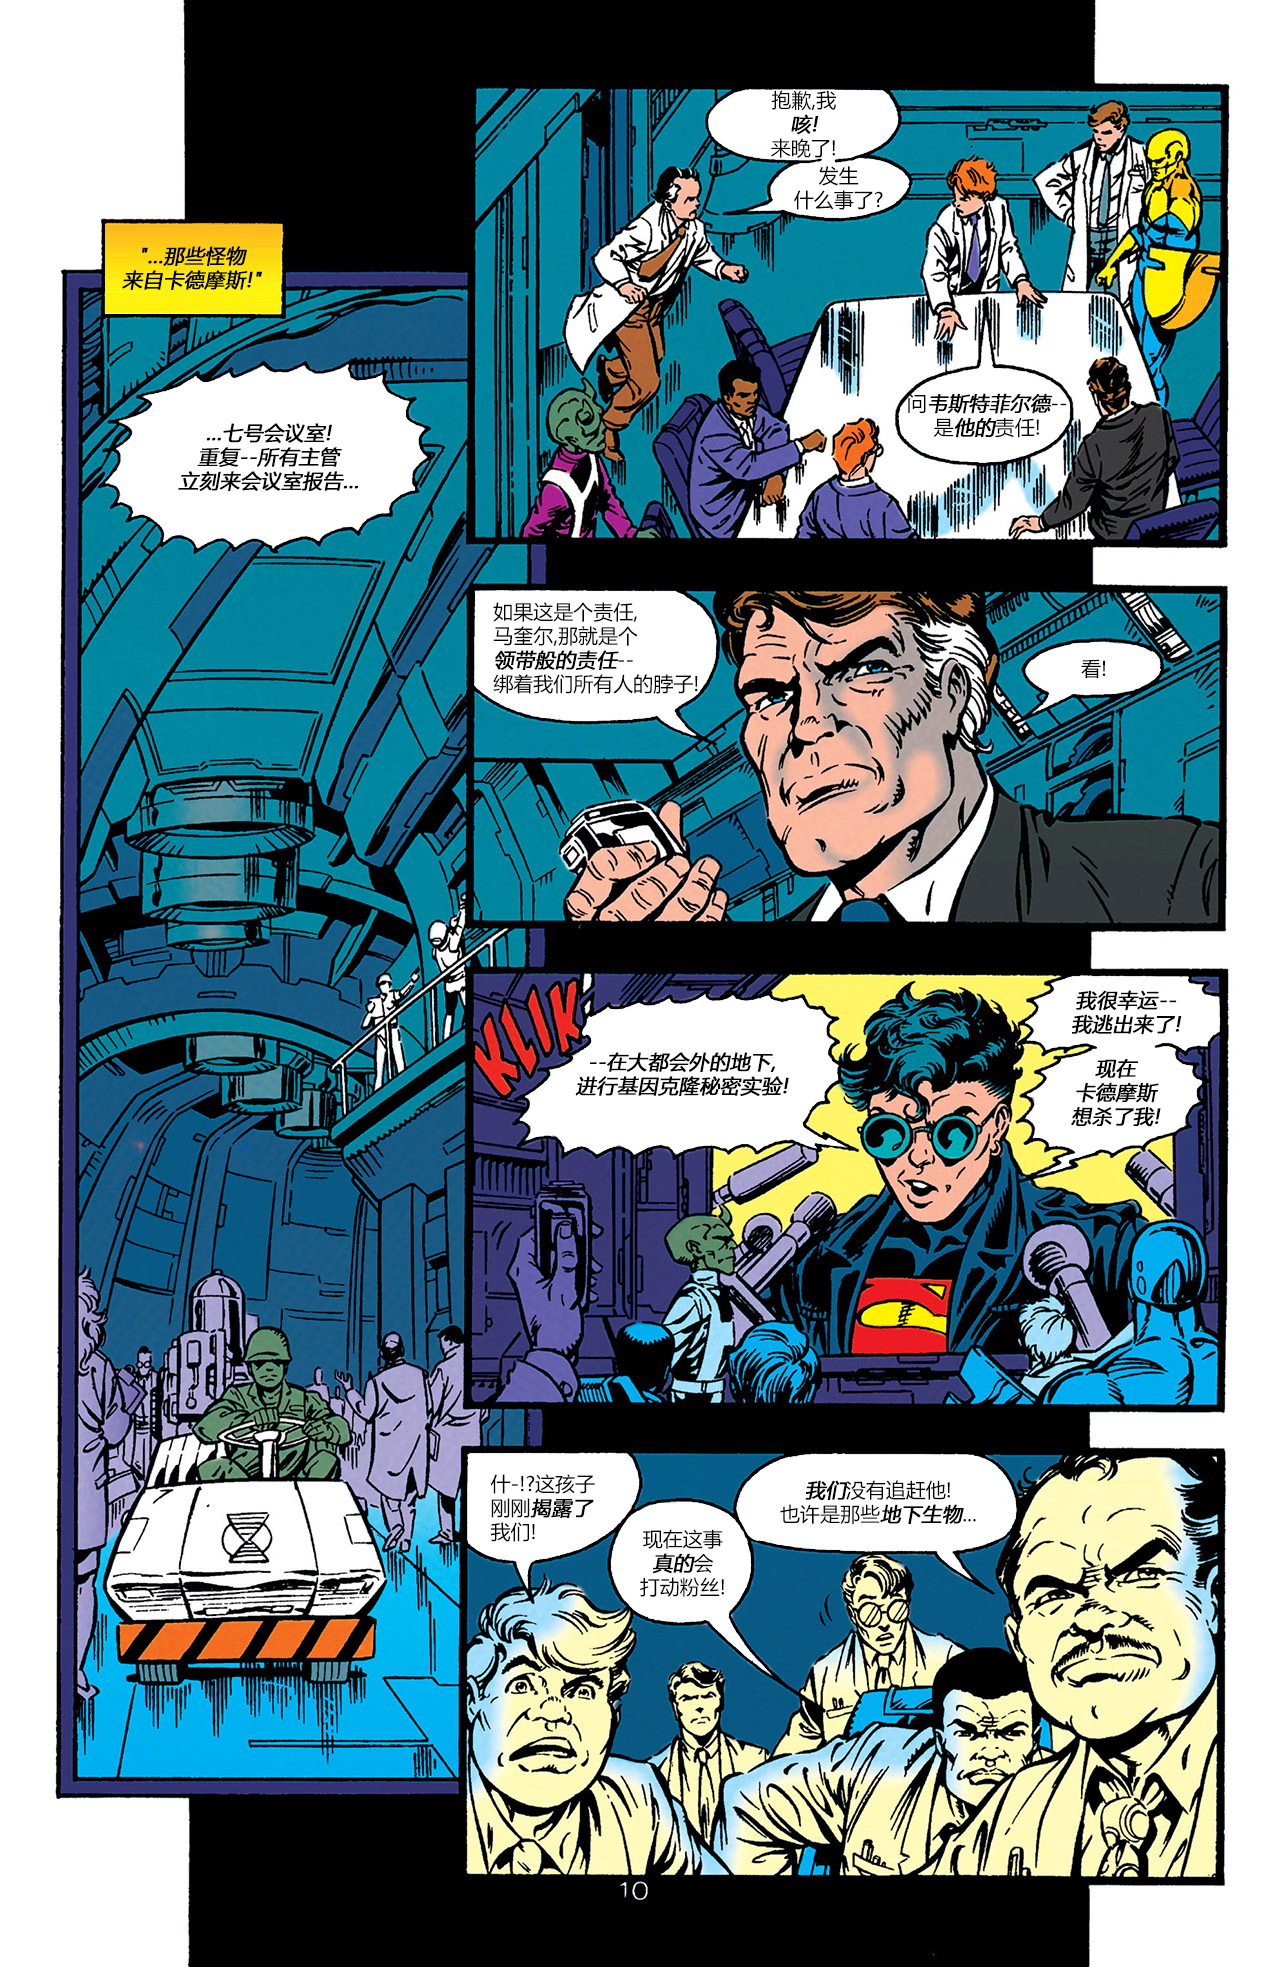 "...那些怪物
来自卡德摩斯!"
...七号会议室!
重复--所有主管
立刻来会议室报告...
抱歉,我
咳!
来晚了!
发生
什么事了?
问韦斯特菲尔德--
是他的责任!
如果这是个责任,
马奎尔,那就是个
领带般的责任--
绑着我们所有人的脖子!
看!
KLIK
--在大都会外的地下,
进行基因克隆秘密实验!
我很幸运--
我逃出来了!
现在
卡德摩斯
想杀了我!
什-!?这孩子
刚刚揭露了
我们!
现在这事
真的会
打动粉丝!
我们没有追赶他!
也许是那些地下生物...
10